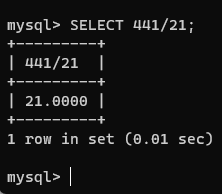 mysql> SELECT 441/21;
+---------+
| 441/21  |
+---------+
| 21.0000 |
+---------+
1 row in set (0.01 sec)

mysql>